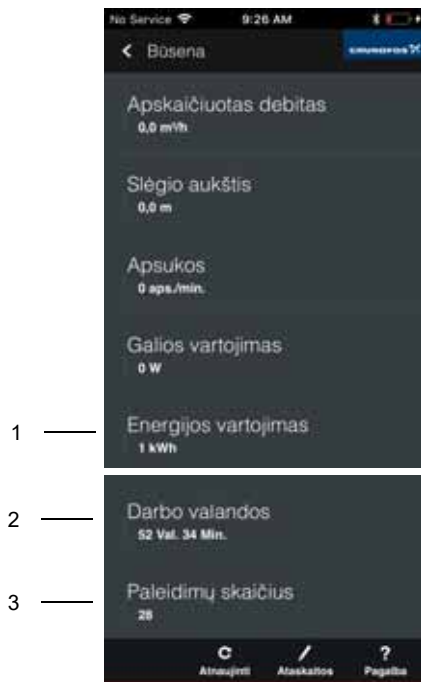 No Service 9:26 AM
Būsena
GRUNDFOS
Apskaičiuotas debitas
0,0 m³/h
Slėgio aukštis
0,0 m
Apsukos
0 aps./min.
Galios vartojimas
0 W
1 Energijos vartojimas
1 kWh
2 Darbo valandos
52 Val. 34 Min.
3 Paleidimų skaičius
28
Atnaujinti Ataskaitos ? Pagalba